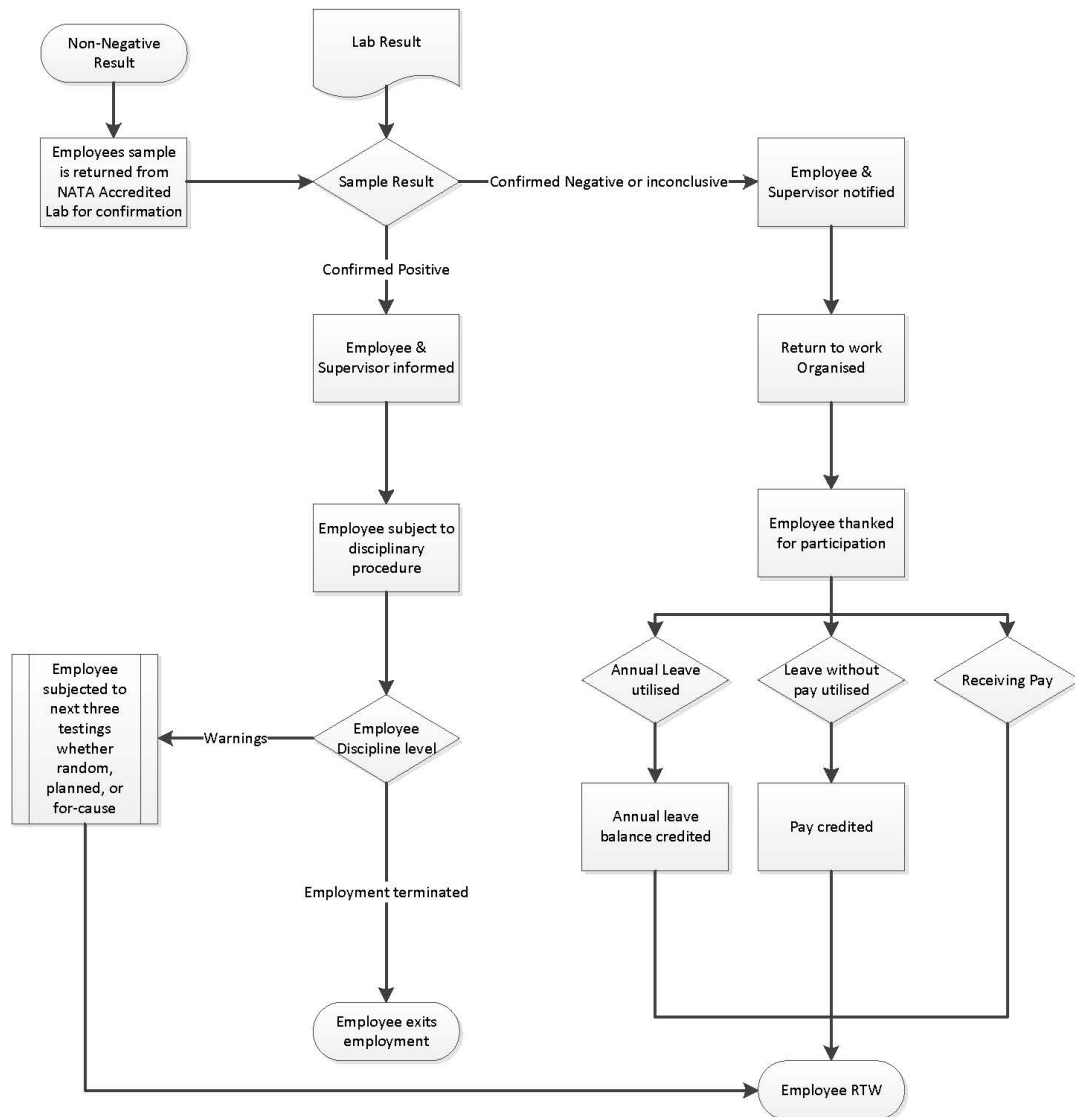 Non-Negative
Result
Lab Result
Employees sample
is returned from
NATA Accredited
Lab for confirmation
Sample Result
Confirmed Negative or inconclusive
Employee &
Supervisor notified
Confirmed Positive
Employee &
Supervisor informed
Return to work
Organised
Employee subject to
disciplinary
procedure
Employee thanked
for participation
Employee
subjected to
next three
testings
whether
random,
planned, or
for-cause
Warnings
Employee
Discipline level
Annual Leave
utilised
Leave without
pay utilised
Receiving Pay
Annual leave
balance credited
Pay credited
Employment terminated
Employee exits
employment
Employee RTW